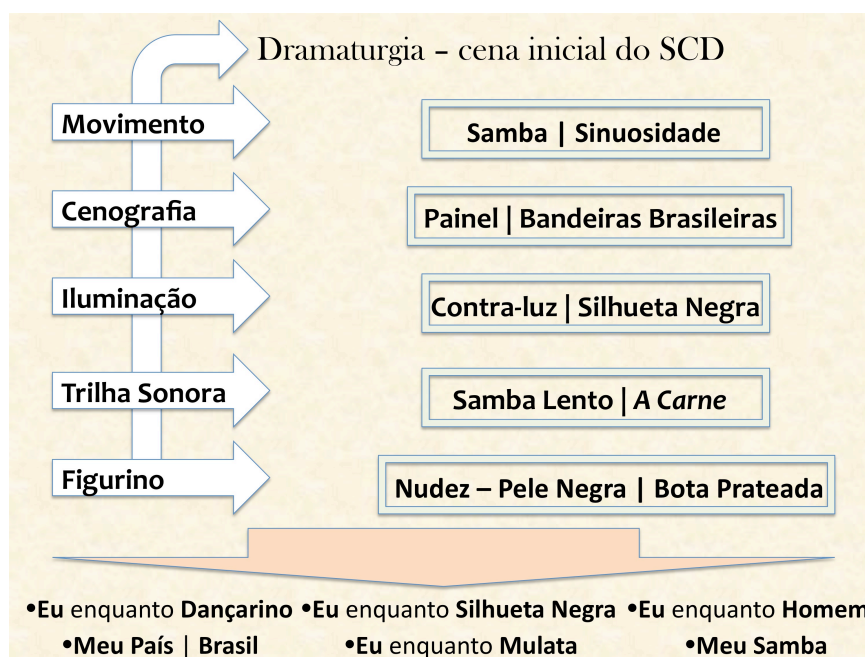 Dramaturgia – cena inicial do SCD
Movimento
Samba | Sinuosidade
Cenografia
Painel | Bandeiras Brasileiras
Iluminação
Contra-luz | Silhueta Negra
Trilha Sonora
Samba Lento | A Carne
Figurino
Nudez – Pele Negra | Bota Prateada
•Eu enquanto Dançarino •Eu enquanto Silhueta Negra •Eu enquanto Homem
•Meu País | Brasil •Eu enquanto Mulata •Meu Samba